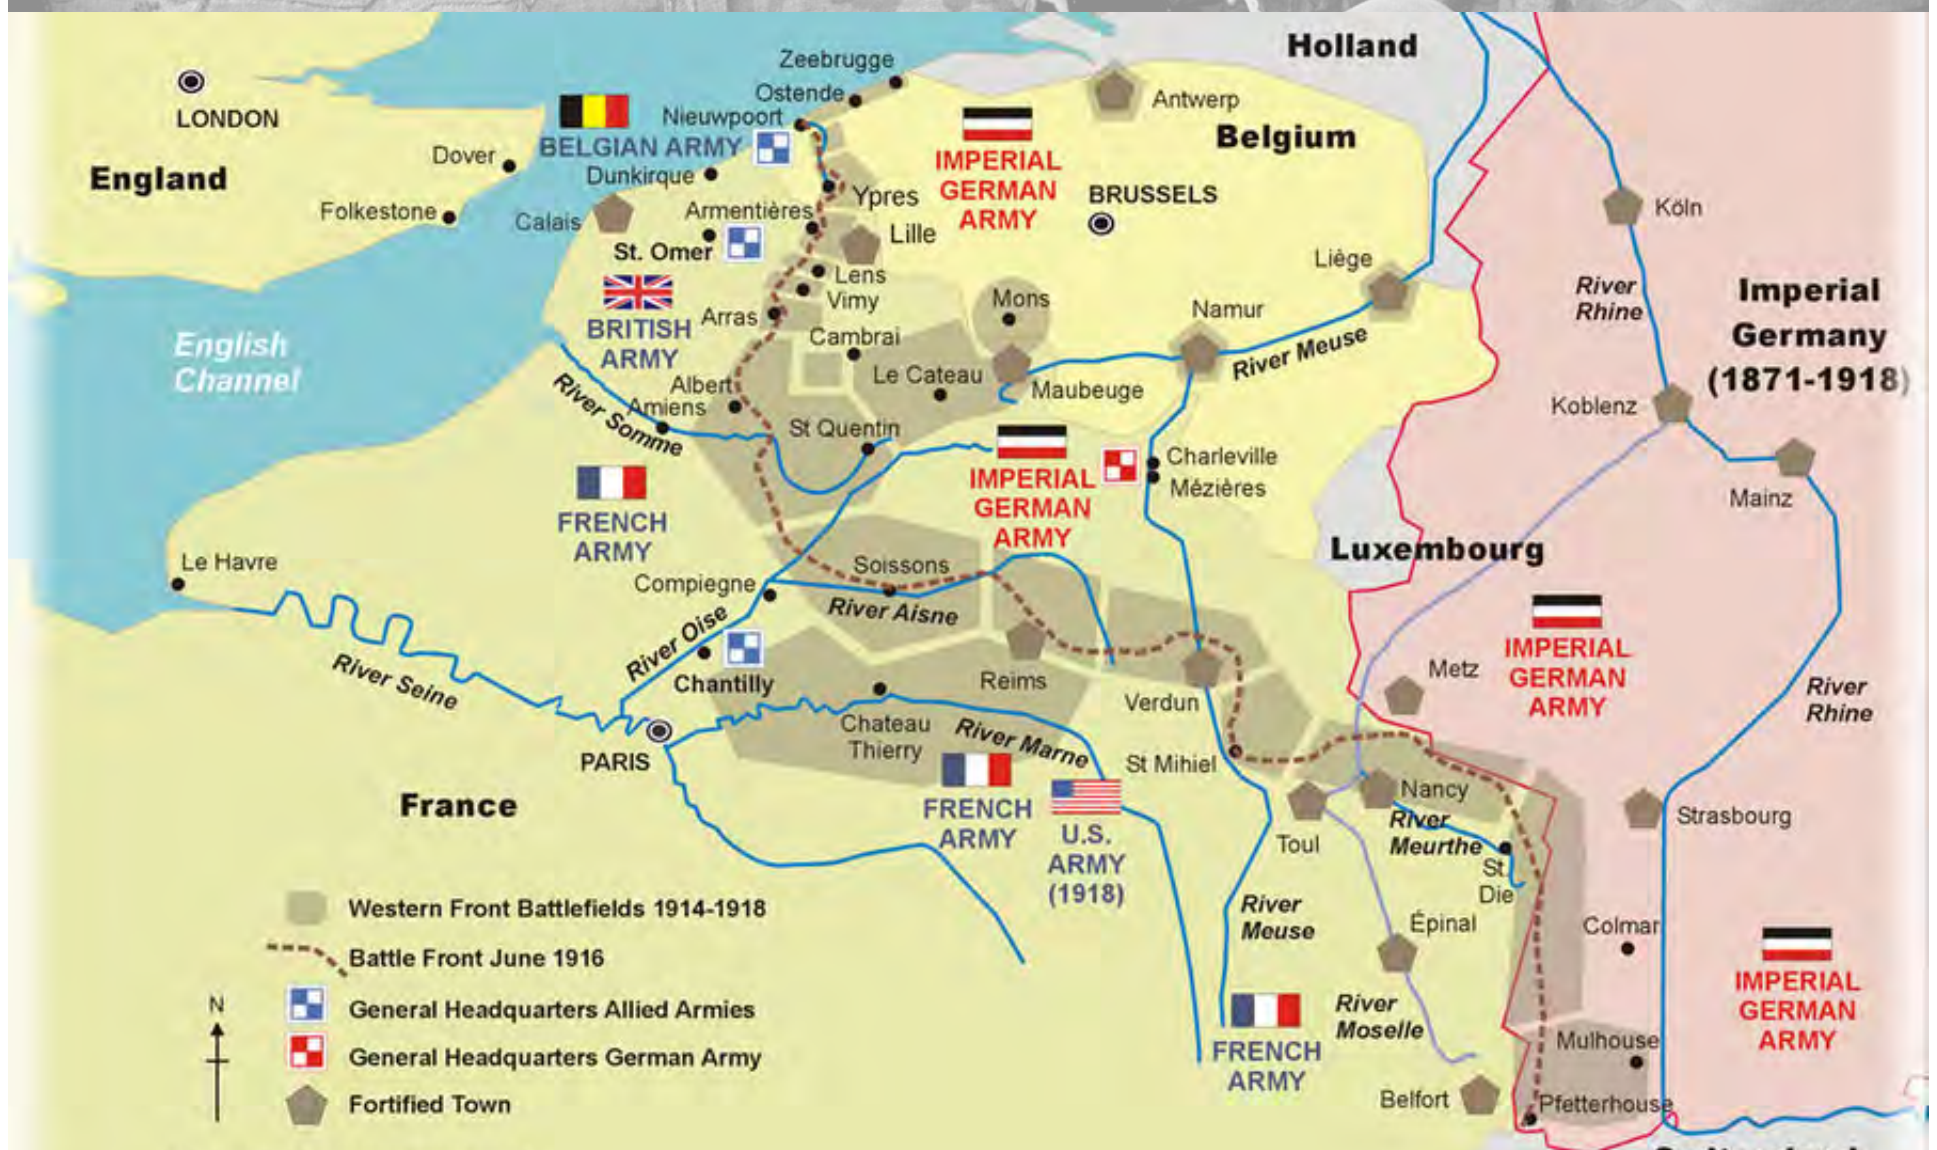 Holland
Zeebrugge
LONDON
Ostende
Antwerp
Nieuwpoort
BELGIAN ARMY
Belgium
Dover
IMPERIAL
GERMAN
ARMY
England
Dunkirque
Ypres
BRUSSELS
Folkestone
Calais
Armentières
Köln
St. Omer
Lille
Liège
Lens
River
Rhine
Imperial
Germany
(1871-1918)
Vimy
Mons
Namur
BRITISH
ARMY
Arras
Cambrai
English
Channel
River Meuse
Albert
Le Cateau
Maubeuge
Koblenz
River Somme
Amiens
St Quentin
Charleville
Mézières
IMPERIAL
GERMAN
ARMY
Mainz
FRENCH
ARMY
Luxembourg
Le Havre
Soissons
Compiegne
River Aisne
River Oise
IMPERIAL
GERMAN
ARMY
River Seine
Chantilly
Reims
Metz
Verdun
River
Rhine
Chateau
Thierry
River Marne
PARIS
St Mihiel
Nancy
France
FRENCH
ARMY
U.S.
ARMY
(1918)
Toul
River
Meurthe
Strasbourg
St.
Die
River
Meuse
Épinal
Colmar
IMPERIAL
GERMAN
ARMY
River
Moselle
FRENCH
ARMY
Mulhouse
Belfort
Pfetterhouse
Western Front Battlefields 1914-1918
Battle Front June 1916
N
General Headquarters Allied Armies
General Headquarters German Army
Fortified Town